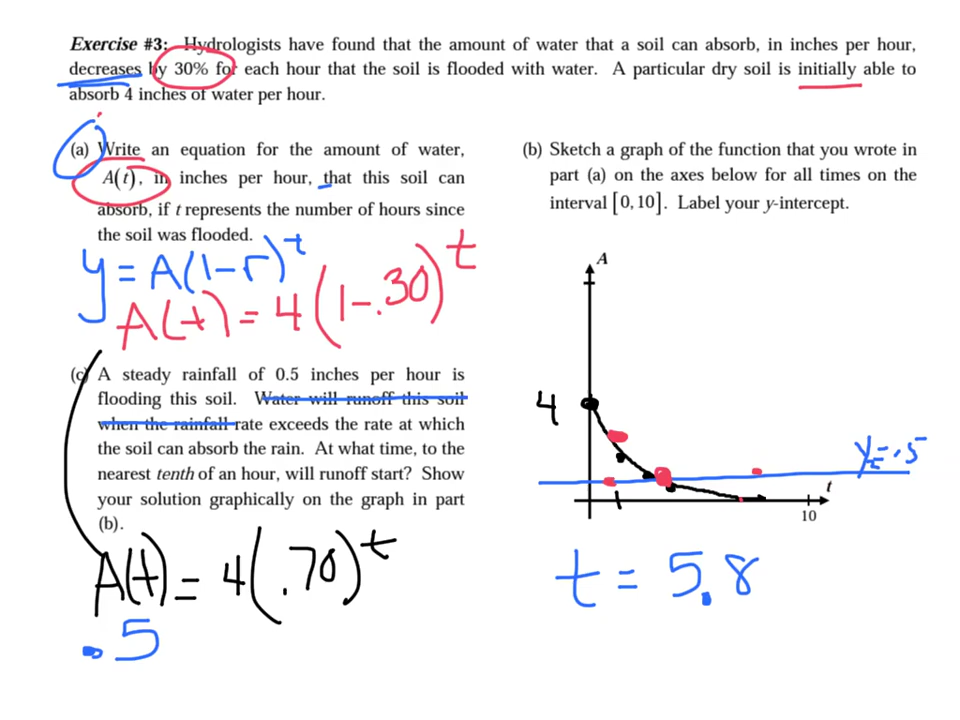 Exercise #3: Hydrologists have found that the amount of water that a soil can absorb, in inches per hour,
decreases by 30% for each hour that the soil is flooded with water. A particular dry soil is initially able to
absorb 4 inches of water per hour.
(a) Write an equation for the amount of water,
A(t), in inches per hour, that this soil can
absorb, if t represents the number of hours since
the soil was flooded.
y = A(1-r)^t
A(t) = 4(1-.30)^t
(b) Sketch a graph of the function that you wrote in
part (a) on the axes below for all times on the
interval [0,10]. Label your y-intercept.
A
4
y=.5
t
1
10
(c) A steady rainfall of 0.5 inches per hour is
flooding this soil. Water will runoff this soil
when the rainfall rate exceeds the rate at which
the soil can absorb the rain. At what time, to the
nearest tenth of an hour, will runoff start? Show
your solution graphically on the graph in part
(b).
A(t) = 4(.70)^t
.5
t = 5.8